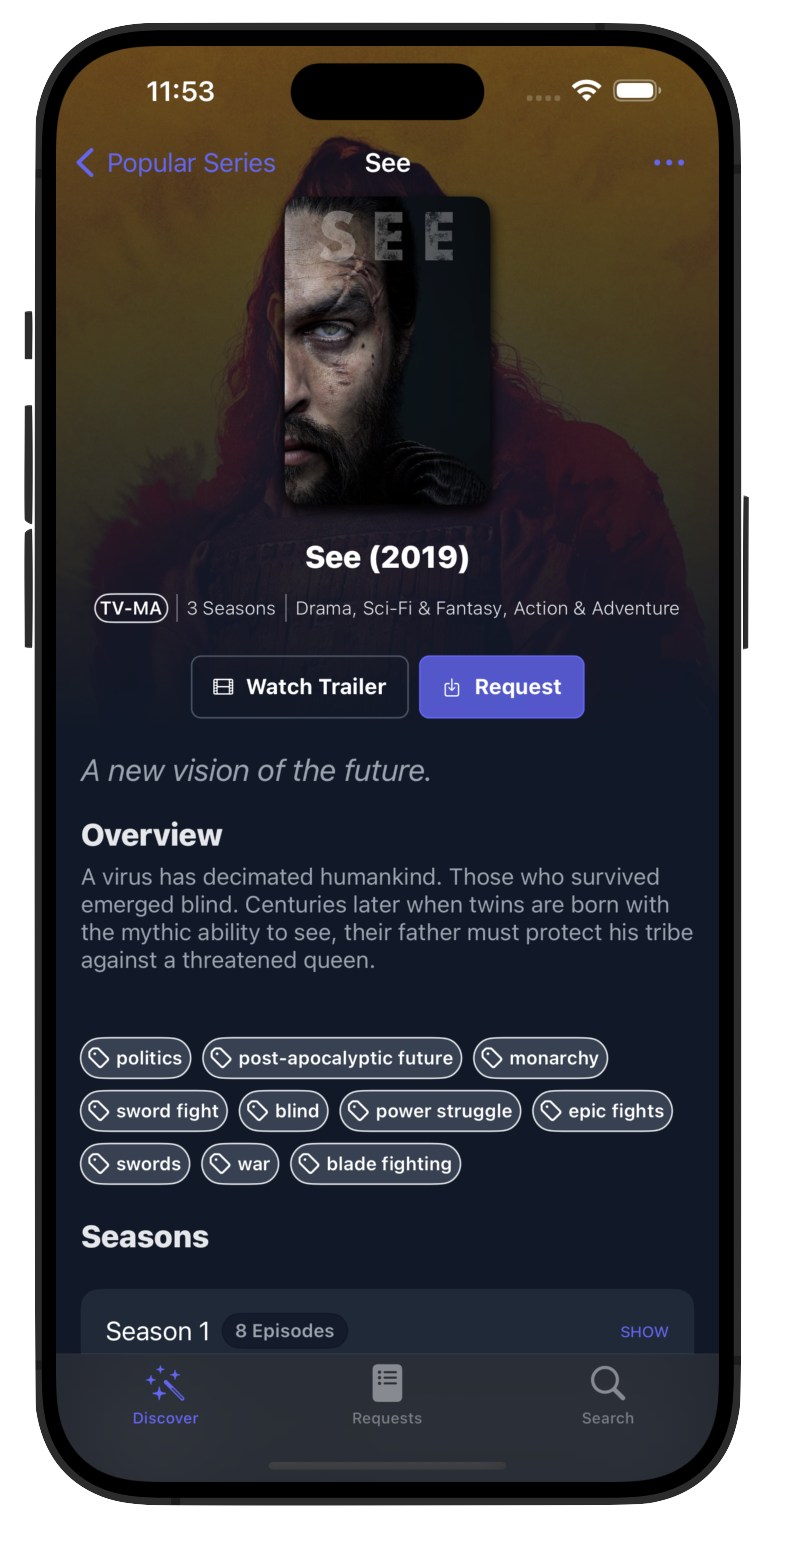 11:53
Popular Series
See
SEE
See (2019)
TV-MA 3 Seasons Drama, Sci-Fi & Fantasy, Action & Adventure
Watch Trailer Request
A new vision of the future.
Overview
A virus has decimated humankind. Those who survived
emerged blind. Centuries later when twins are born with
the mythic ability to see, their father must protect his tribe
against a threatened queen.
politics post-apocalyptic future monarchy
sword fight blind power struggle epic fights
swords war blade fighting
Seasons
Season 1 8 Episodes SHOW
Discover Requests Search